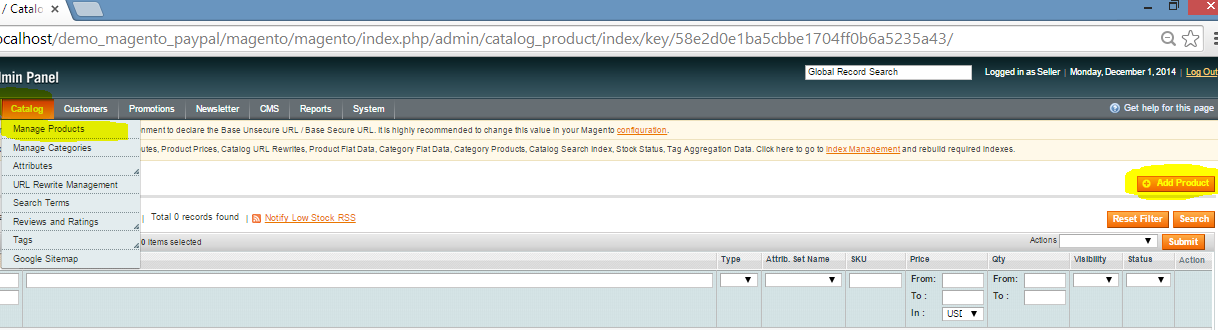 / Catalo
ocalhost/demo_magento_paypal/magento/magento/index.php/admin/catalog_product/index/key/58e2d0e1ba5cbbe1704ff0b6a5235a43/
dmin Panel
Global Record Search
Logged in as Seller | Monday, December 1, 2014 | Log Out
Catalog Customers Promotions Newsletter CMS Reports System
Get help for this page
Manage Products
nment to declare the Base Unsecure URL / Base Secure URL. It is highly recommended to change this value in your Magento configuration.
Manage Categories
utes, Product Prices, Catalog URL Rewrites, Product Flat Data, Category Flat Data, Category Products, Catalog Search Index, Stock Status, Tag Aggregation Data. Click here to go to Index Management and rebuild required indexes.
Attributes
URL Rewrite Management
Add Product
Search Terms
Reviews and Ratings
| Total 0 records found | Notify Low Stock RSS
Reset Filter Search
Tags
0 items selected
Actions
Submit
Google Sitemap
Type Attrib. Set Name SKU Price Qty Visibility Status Action
From: From:
To : To :
In : USD